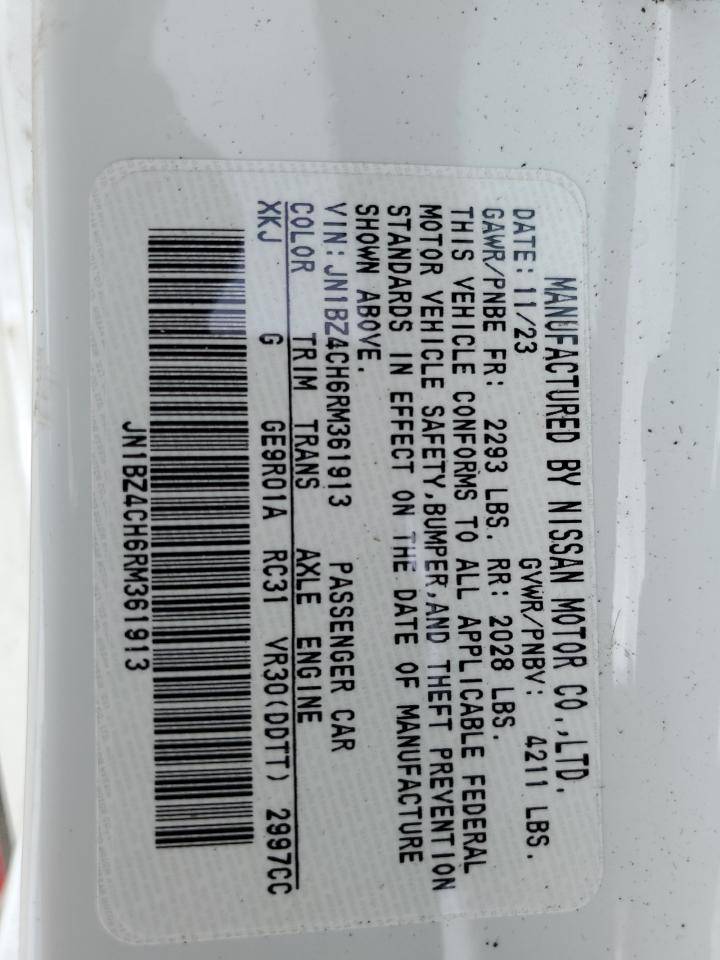 MANUFACTURED BY NISSAN MOTOR CO.,LTD.
DATE: 11/23 GVWR/PNBV: 4211 LBS.
GAWR/PNBE FR: 2293 LBS. RR: 2028 LBS.
THIS VEHICLE CONFORMS TO ALL APPLICABLE FEDERAL
MOTOR VEHICLE SAFETY,BUMPER,AND THEFT PREVENTION
STANDARDS IN EFFECT ON THE DATE OF MANUFACTURE
SHOWN ABOVE.
VIN: JN1BZ4CH6RM361913 PASSENGER CAR
COLOR TRIM TRANS AXLE ENGINE
XKJ G GE9R01A RC31 VR30(DDTT) 2997CC
JN1BZ4CH6RM361913